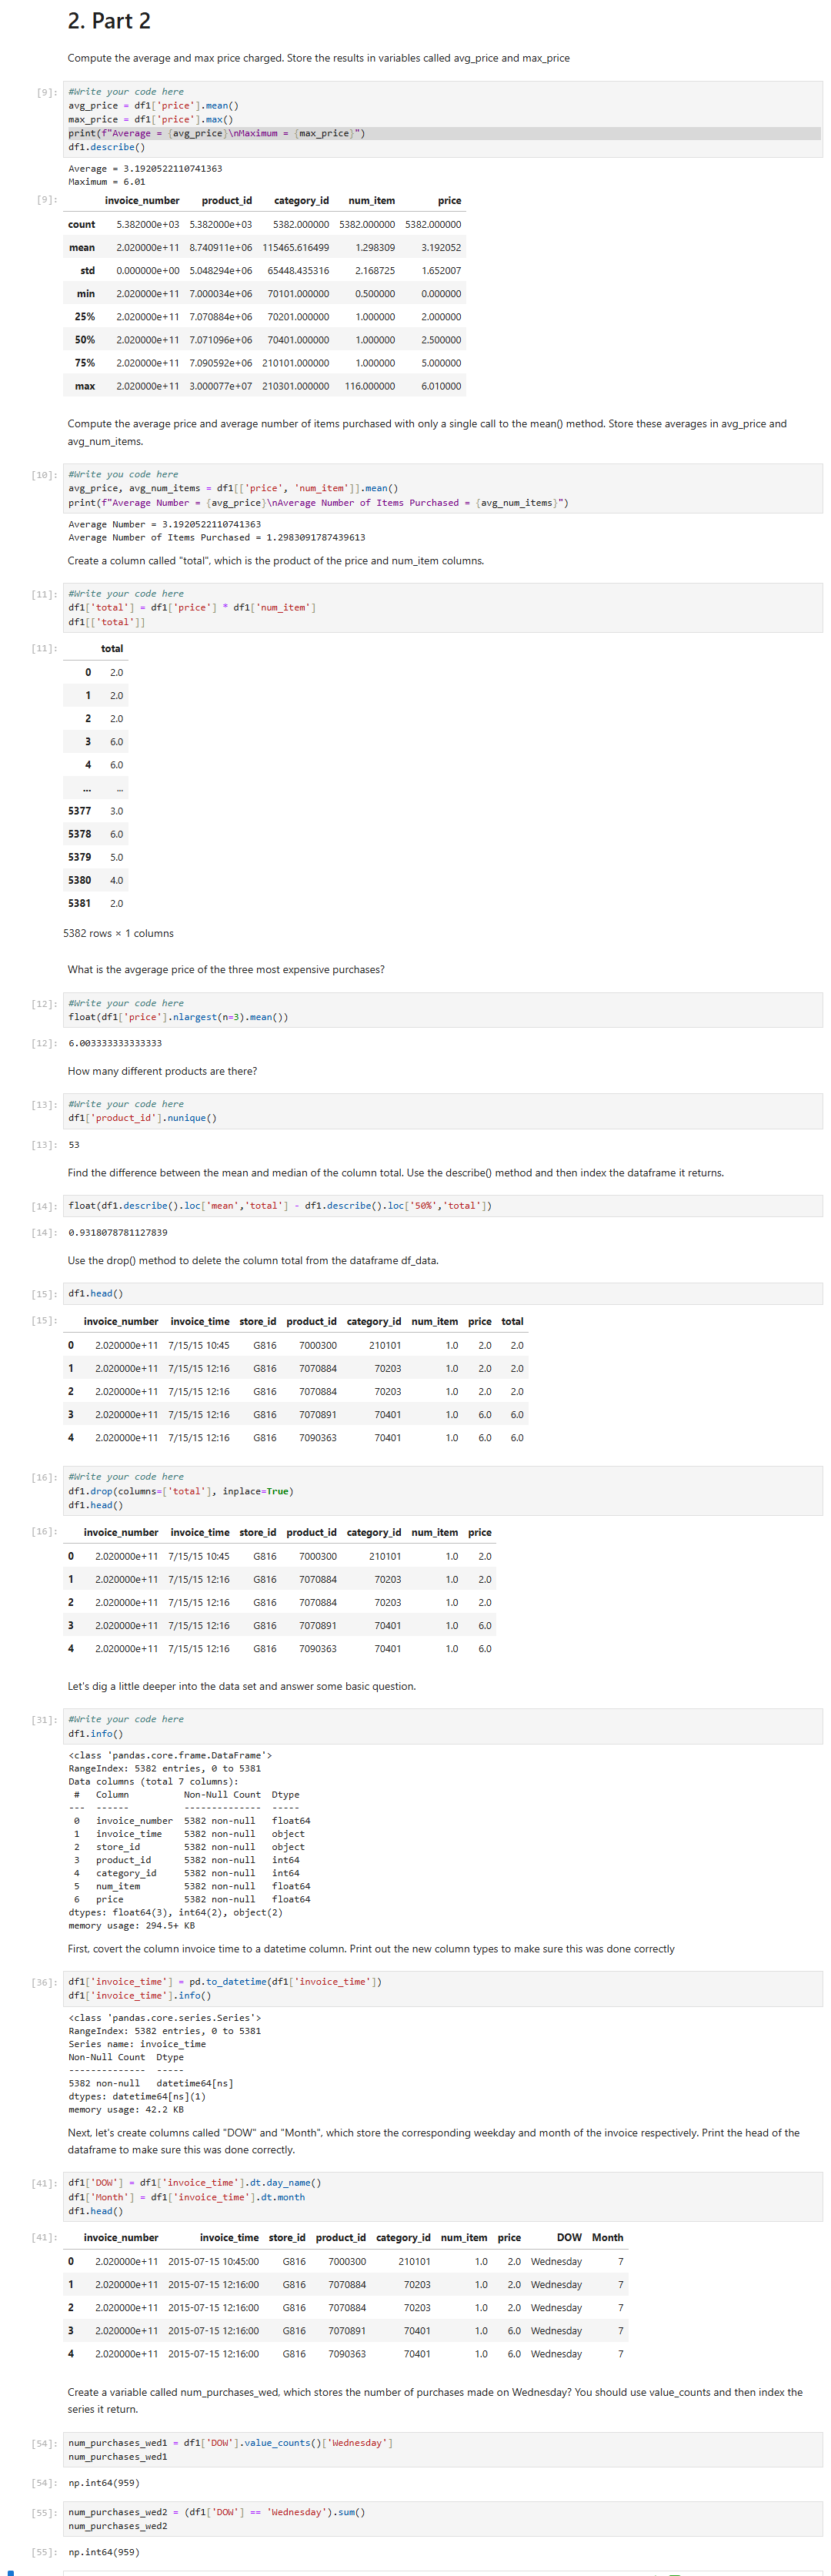 2. Part 2
Compute the average and max price charged. Store the results in variables called avg_price and max_price
[9]: #Write your code here
avg_price = df1['price'].mean()
max_price = df1['price'].max()
print(f"Average = {avg_price}\nMaximum = {max_price}")
df1.describe()
Average = 3.1920522110741363
Maximum = 6.01
[9]: invoice_number product_id category_id num_item price
count 5.382000e+03 5.382000e+03 5382.000000 5382.000000 5382.000000
mean 2.020000e+11 8.740911e+06 115465.616499 1.298309 3.192052
std 0.000000e+00 5.048294e+06 65448.435316 2.168725 1.652007
min 2.020000e+11 7.000034e+06 70101.000000 0.500000 0.000000
25% 2.020000e+11 7.070884e+06 70201.000000 1.000000 2.000000
50% 2.020000e+11 7.071096e+06 70401.000000 1.000000 2.500000
75% 2.020000e+11 7.090592e+06 210101.000000 1.000000 5.000000
max 2.020000e+11 3.000077e+07 210301.000000 116.000000 6.010000
Compute the average price and average number of items purchased with only a single call to the mean() method. Store these averages in avg_price and
avg_num_items.
[10]: #Write you code here
avg_price, avg_num_items = df1[['price', 'num_item']].mean()
print(f"Average Number = {avg_price}\nAverage Number of Items Purchased = {avg_num_items}")
Average Number = 3.1920522110741363
Average Number of Items Purchased = 1.2983091787439613
Create a column called "total", which is the product of the price and num_item columns.
[11]: #Write your code here
df1['total'] = df1['price'] * df1['num_item']
df1[['total']]
[11]: total
0 2.0
1 2.0
2 2.0
3 6.0
4 6.0
... ...
5377 3.0
5378 6.0
5379 5.0
5380 4.0
5381 2.0
5382 rows × 1 columns
What is the avgerage price of the three most expensive purchases?
[12]: #Write your code here
float(df1['price'].nlargest(n=3).mean())
[12]: 6.003333333333333
How many different products are there?
[13]: #Write your code here
df1['product_id'].nunique()
[13]: 53
Find the difference between the mean and median of the column total. Use the describe() method and then index the dataframe it returns.
[14]: float(df1.describe().loc['mean','total'] - df1.describe().loc['50%','total'])
[14]: 0.9318078781127839
Use the drop() method to delete the column total from the dataframe df_data.
[15]: df1.head()
[15]: invoice_number invoice_time store_id product_id category_id num_item price total
0 2.020000e+11 7/15/15 10:45 G816 7000300 210101 1.0 2.0 2.0
1 2.020000e+11 7/15/15 12:16 G816 7070884 70203 1.0 2.0 2.0
2 2.020000e+11 7/15/15 12:16 G816 7070884 70203 1.0 2.0 2.0
3 2.020000e+11 7/15/15 12:16 G816 7070891 70401 1.0 6.0 6.0
4 2.020000e+11 7/15/15 12:16 G816 7090363 70401 1.0 6.0 6.0
[16]: #Write your code here
df1.drop(columns=['total'], inplace=True)
df1.head()
[16]: invoice_number invoice_time store_id product_id category_id num_item price
0 2.020000e+11 7/15/15 10:45 G816 7000300 210101 1.0 2.0
1 2.020000e+11 7/15/15 12:16 G816 7070884 70203 1.0 2.0
2 2.020000e+11 7/15/15 12:16 G816 7070884 70203 1.0 2.0
3 2.020000e+11 7/15/15 12:16 G816 7070891 70401 1.0 6.0
4 2.020000e+11 7/15/15 12:16 G816 7090363 70401 1.0 6.0
Let's dig a little deeper into the data set and answer some basic question.
[31]: #Write your code here
df1.info()
<class 'pandas.core.frame.DataFrame'>
RangeIndex: 5382 entries, 0 to 5381
Data columns (total 7 columns):
# Column Non-Null Count Dtype
--- ------ -------------- -----
0 invoice_number 5382 non-null float64
1 invoice_time 5382 non-null object
2 store_id 5382 non-null object
3 product_id 5382 non-null int64
4 category_id 5382 non-null int64
5 num_item 5382 non-null float64
6 price 5382 non-null float64
dtypes: float64(3), int64(2), object(2)
memory usage: 294.5+ KB
First, covert the column invoice time to a datetime column. Print out the new column types to make sure this was done correctly
[36]: df1['invoice_time'] = pd.to_datetime(df1['invoice_time'])
df1['invoice_time'].info()
<class 'pandas.core.series.Series'>
RangeIndex: 5382 entries, 0 to 5381
Series name: invoice_time
Non-Null Count Dtype
-------------- -----
5382 non-null datetime64[ns]
dtypes: datetime64[ns](1)
memory usage: 42.2 KB
Next, let's create columns called "DOW" and "Month", which store the corresponding weekday and month of the invoice respectively. Print the head of the
dataframe to make sure this was done correctly.
[41]: df1['DOW'] = df1['invoice_time'].dt.day_name()
df1['Month'] = df1['invoice_time'].dt.month
df1.head()
[41]: invoice_number invoice_time store_id product_id category_id num_item price DOW Month
0 2.020000e+11 2015-07-15 10:45:00 G816 7000300 210101 1.0 2.0 Wednesday 7
1 2.020000e+11 2015-07-15 12:16:00 G816 7070884 70203 1.0 2.0 Wednesday 7
2 2.020000e+11 2015-07-15 12:16:00 G816 7070884 70203 1.0 2.0 Wednesday 7
3 2.020000e+11 2015-07-15 12:16:00 G816 7070891 70401 1.0 6.0 Wednesday 7
4 2.020000e+11 2015-07-15 12:16:00 G816 7090363 70401 1.0 6.0 Wednesday 7
Create a variable called num_purchases_wed, which stores the number of purchases made on Wednesday? You should use value_counts and then index the
series it return.
[54]: num_purchases_wed1 = df1['DOW'].value_counts()['Wednesday']
num_purchases_wed1
[54]: np.int64(959)
[55]: num_purchases_wed2 = (df1['DOW'] == 'Wednesday').sum()
num_purchases_wed2
[55]: np.int64(959)